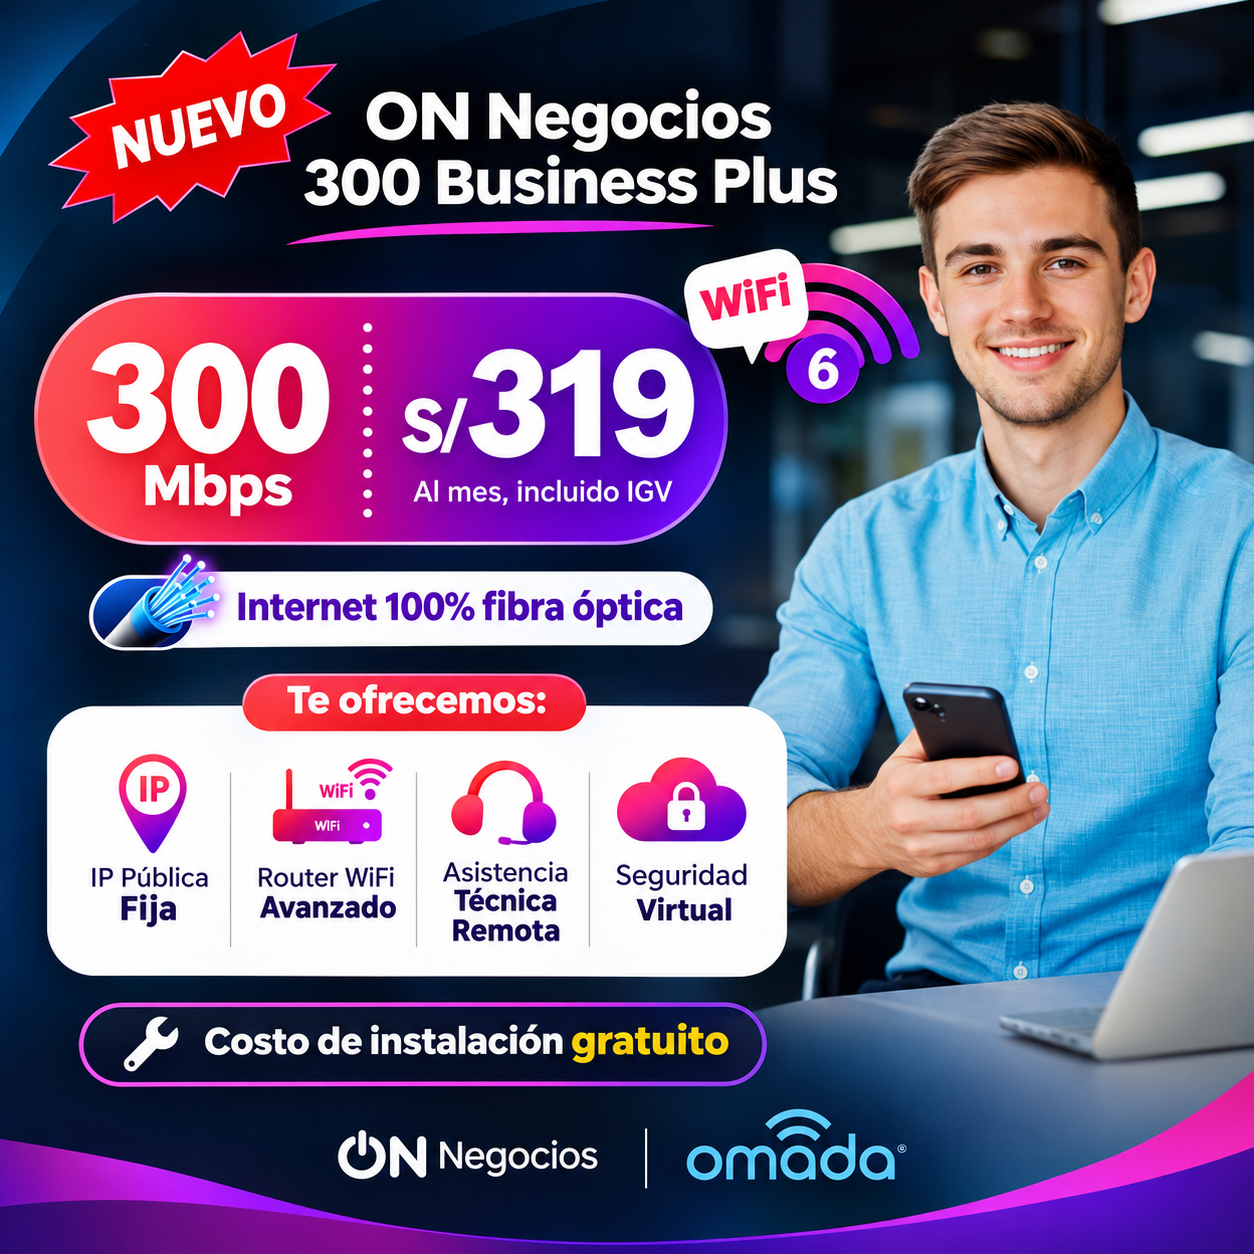 NUEVO
ON Negocios
300 Business Plus
WiFi
6
300
Mbps
S/319
Al mes, incluido IGV
Internet 100% fibra óptica
Te ofrecemos:
IP
IP Pública
Fija
WiFi
WiFi
Router WiFi
Avanzado
Asistencia
Técnica
Remota
Seguridad
Virtual
Costo de instalación gratuito
ON Negocios
omada®